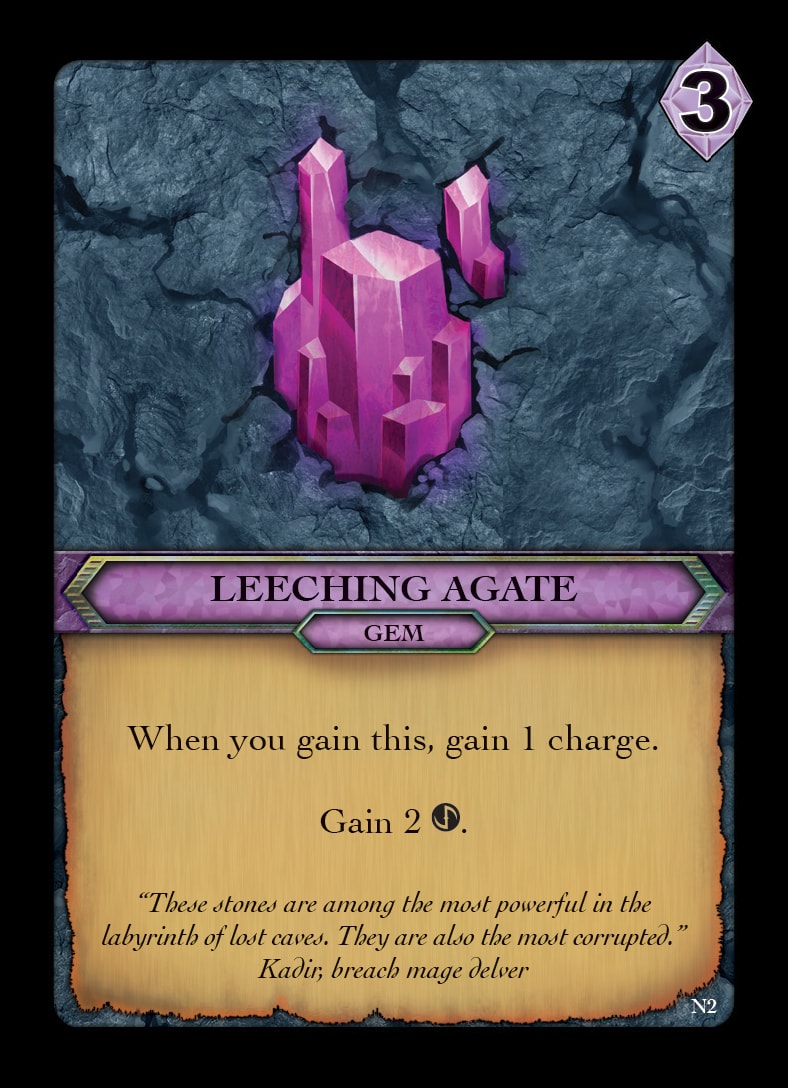 3
LEECHING AGATE
GEM
When you gain this, gain 1 charge.
Gain 2 .
“These stones are among the most powerful in the
labyrinth of lost caves. They are also the most corrupted.”
Kadir, breach mage delver
N2